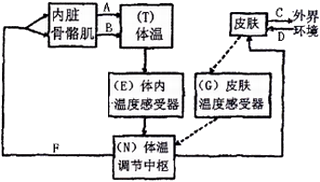 内脏
骨骼肌
A
B
(T)
体温
皮肤
C
外界
D
环境
(E) 体内
温度感受器
(G) 皮肤
温度感受器
F
(N) 体温
调节中枢